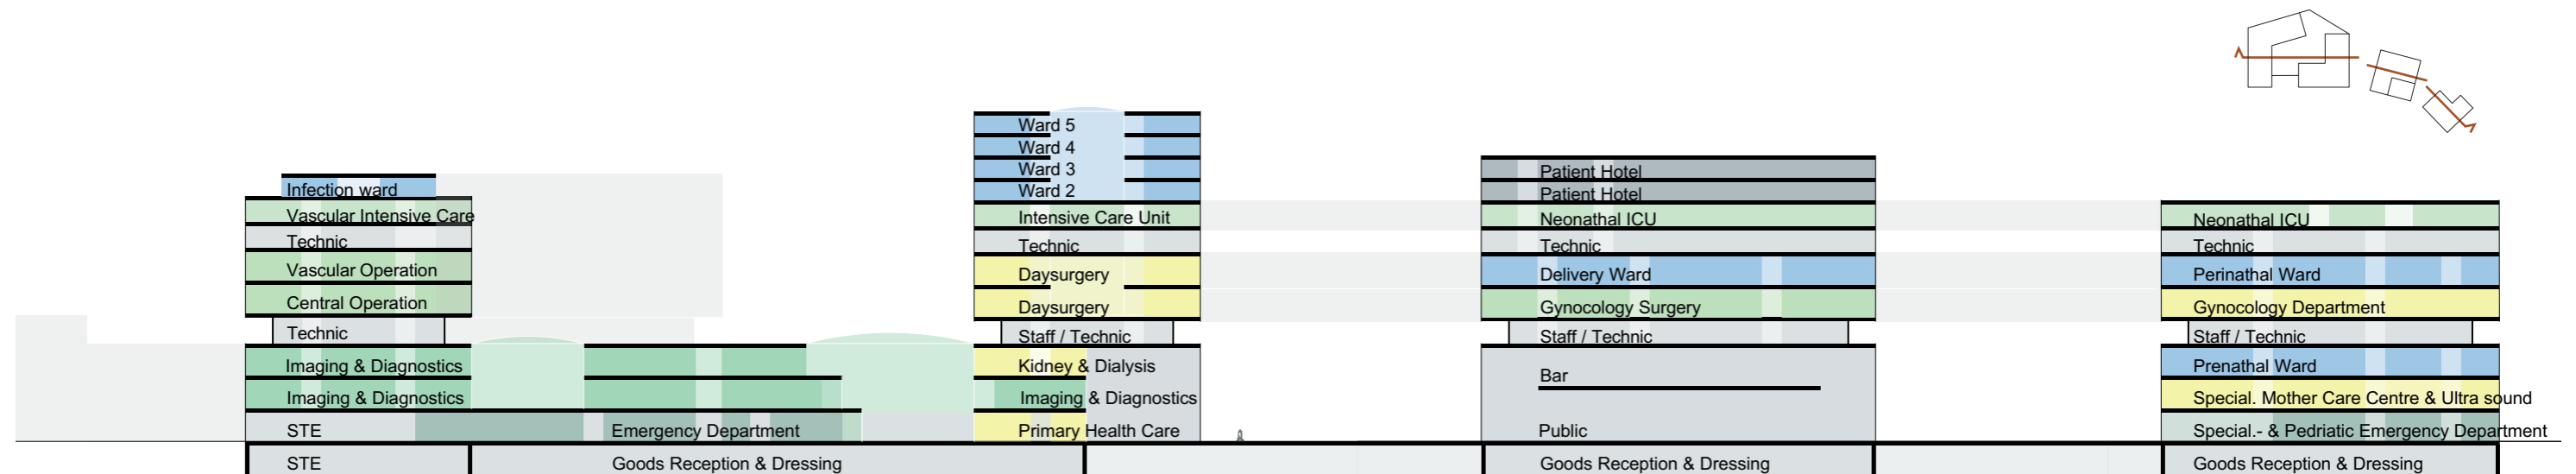 Infection ward
Vascular Intensive Care
Technic
Vascular Operation
Central Operation
Technic
Imaging & Diagnostics
Imaging & Diagnostics
STE
Emergency Department
STE
Goods Reception & Dressing
Ward 5
Ward 4
Ward 3
Ward 2
Intensive Care Unit
Technic
Daysurgery
Daysurgery
Staff / Technic
Kidney & Dialysis
Imaging & Diagnostics
Primary Health Care
Patient Hotel
Patient Hotel
Neonathal ICU
Technic
Delivery Ward
Gynocology Surgery
Staff / Technic
Bar
Public
Goods Reception & Dressing
Neonathal ICU
Technic
Perinathal Ward
Gynocology Department
Staff / Technic
Prenathal Ward
Special. Mother Care Centre & Ultra sound
Special.- & Pedriatic Emergency Department
Goods Reception & Dressing